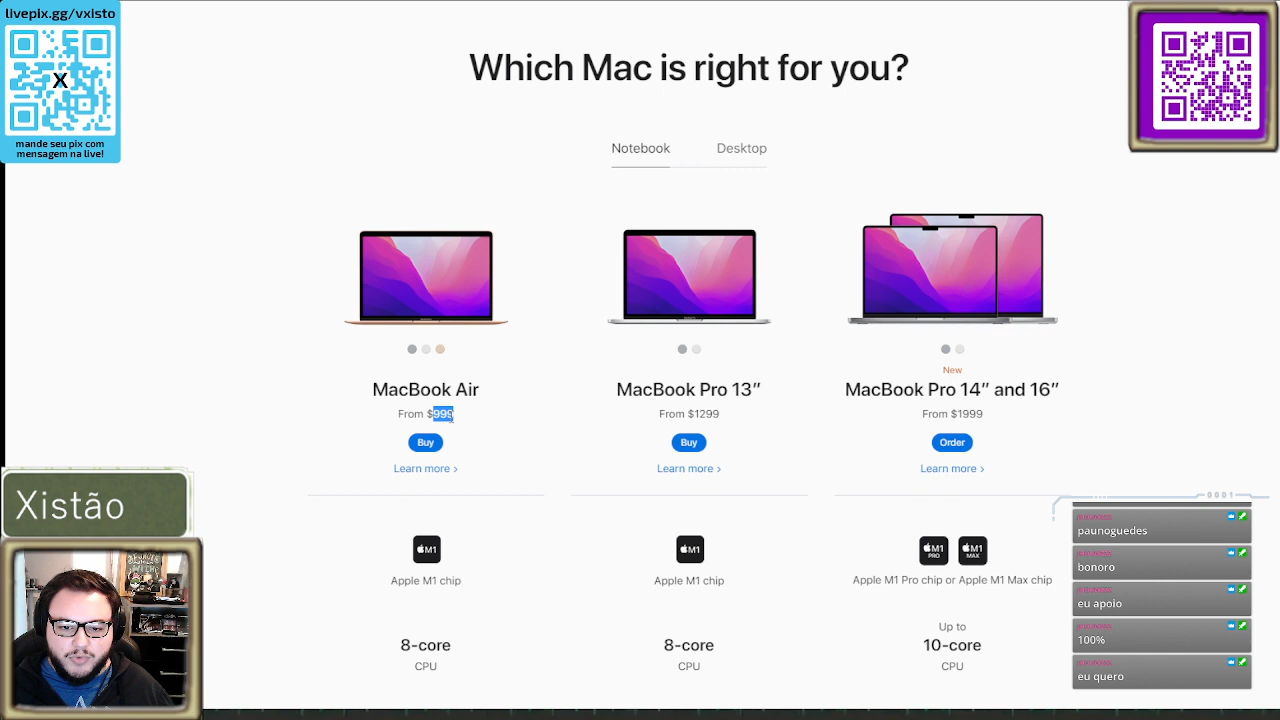 livepix.gg/vxisto
X
mande seu pix com
mensagem na live!
Which Mac is right for you?
Notebook
Desktop
MacBook Air
From $999
Buy
Learn more >
MacBook Pro 13″
From $1299
Buy
Learn more >
New
MacBook Pro 14″ and 16″
From $1999
Order
Learn more >
M1
Apple M1 chip
8-core
CPU
M1
Apple M1 chip
8-core
CPU
M1
PRO
M1
MAX
Apple M1 Pro chip or Apple M1 Max chip
Up to
10-core
CPU
Xistão
0001
paunoguedes
bonoro
eu apoio
100%
eu quero